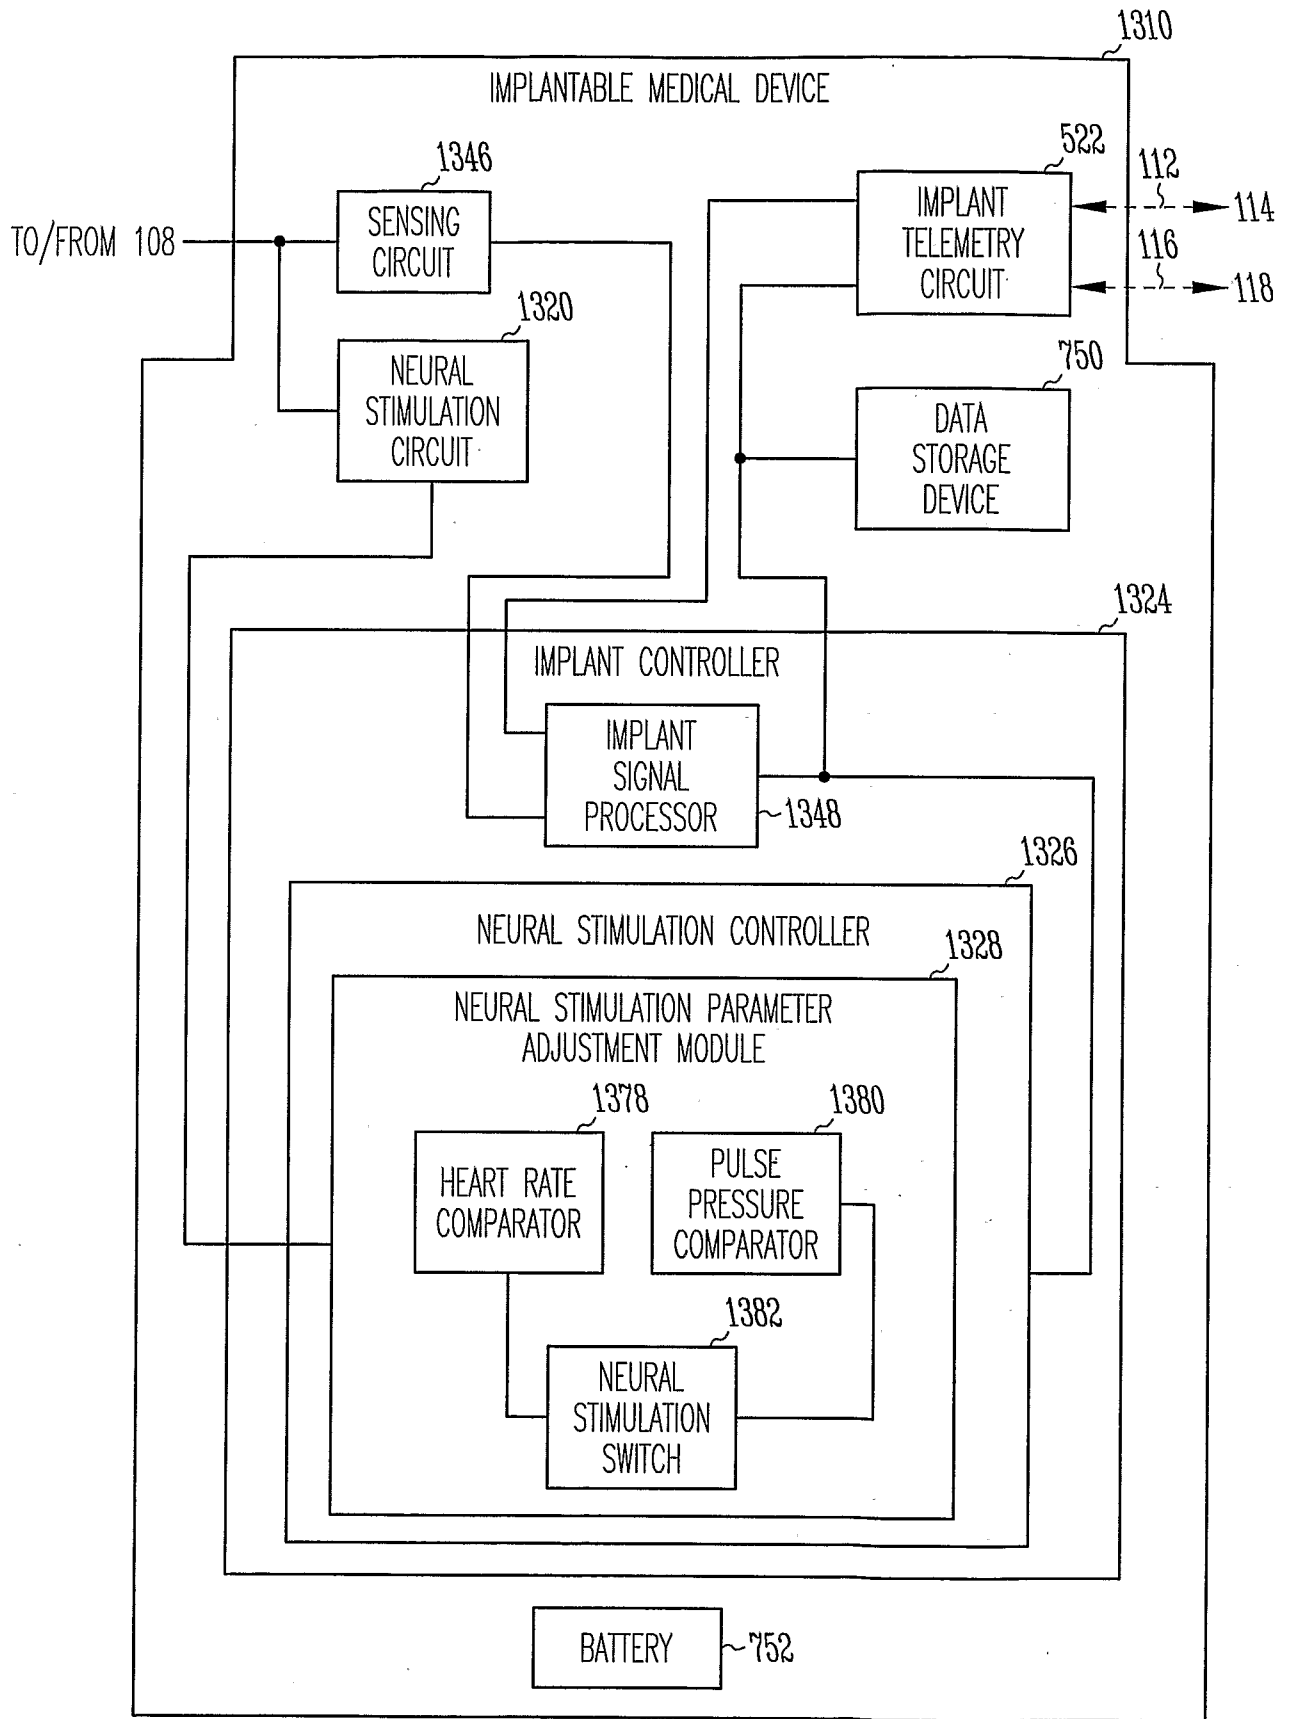 1310
IMPLANTABLE MEDICAL DEVICE
1346
SENSING
CIRCUIT
TO/FROM 108
522
IMPLANT
TELEMETRY
CIRCUIT
112
114
116
118
1320
NEURAL
STIMULATION
CIRCUIT
750
DATA
STORAGE
DEVICE
1324
IMPLANT CONTROLLER
IMPLANT
SIGNAL
PROCESSOR
1348
1326
NEURAL STIMULATION CONTROLLER
1328
NEURAL STIMULATION PARAMETER
ADJUSTMENT MODULE
1378
HEART RATE
COMPARATOR
1380
PULSE
PRESSURE
COMPARATOR
1382
NEURAL
STIMULATION
SWITCH
BATTERY
752